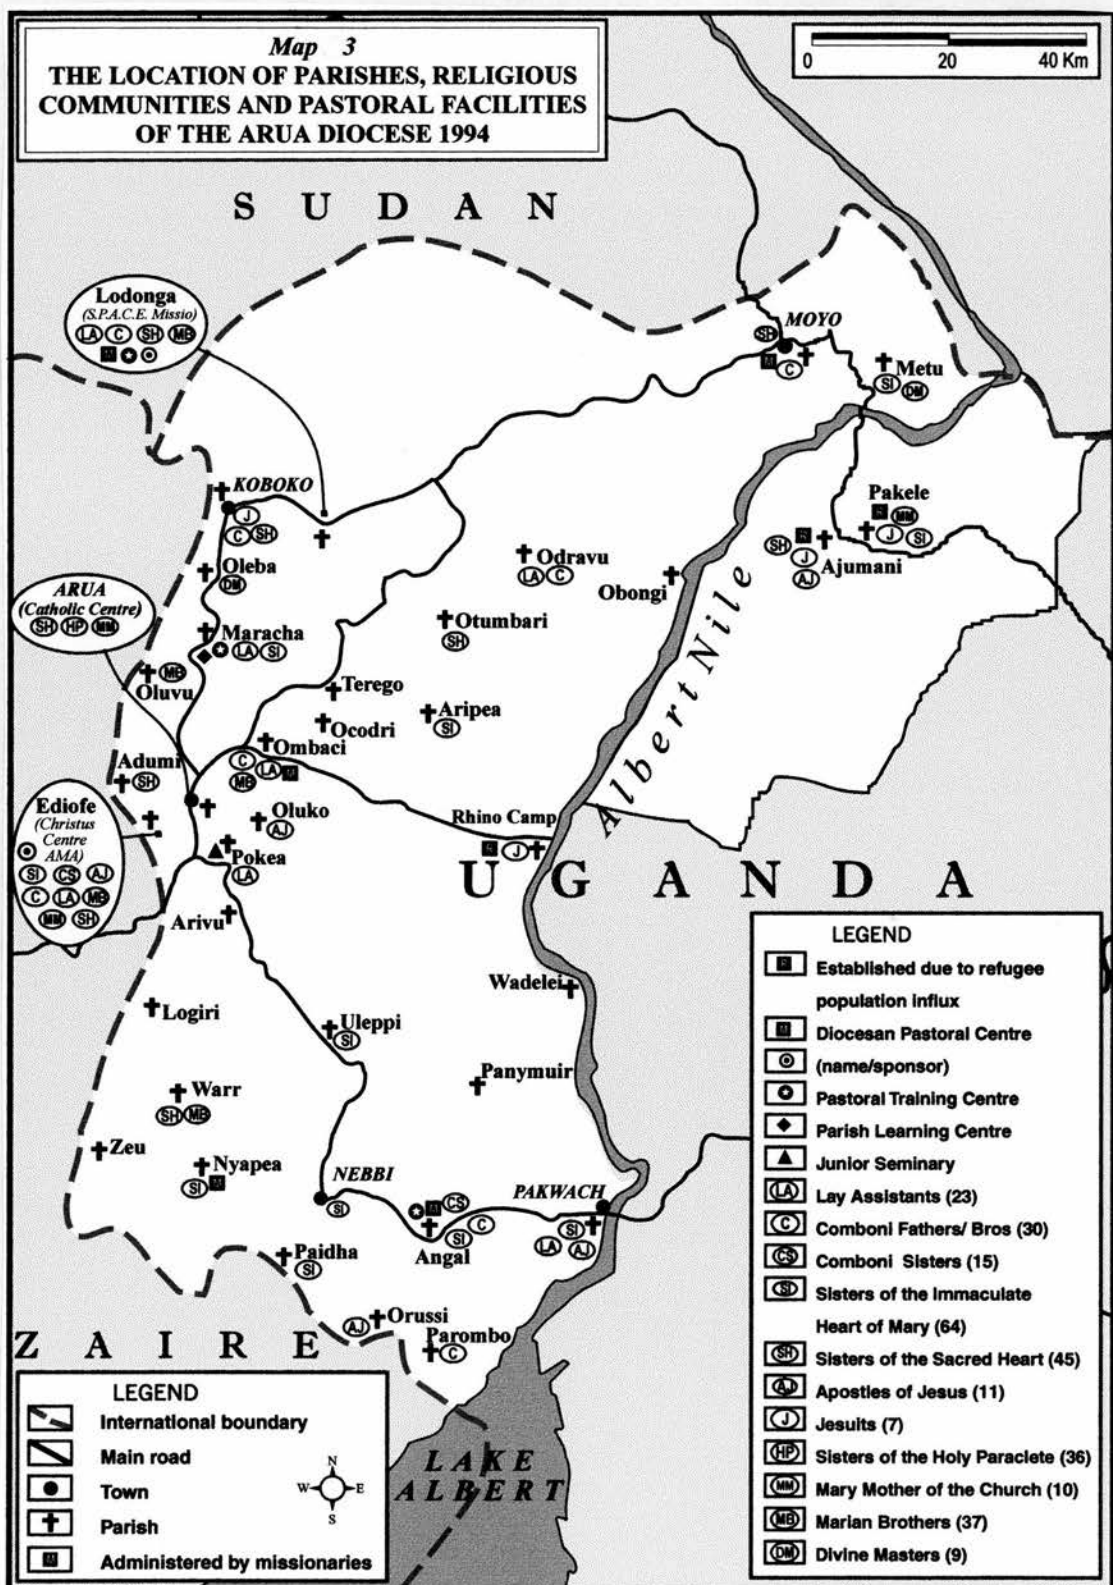 Map 3
THE LOCATION OF PARISHES, RELIGIOUS
COMMUNITIES AND PASTORAL FACILITIES
OF THE ARUA DIOCESE 1994
0 20 40 Km
SUDAN
Lodonga
(S.P.A.C.E. Missio)
LA C SH MB
M
SH
MOYO
M C
Metu
SI DM
KOBOKO
J
C SH
Pakele
MM
J SI
SH
J
AJ
Ajumani
Oleba
DM
Odravu
LA C
Obongi
ARUA
(Catholic Centre)
SH HP MM
Otumbari
SH
Maracha
LA SI
MB
Oluvu
Terego
Aripea
SI
Ocodri
Ombaci
C LA M
MB
Albert Nile
Adumi
SH
Ediofe
(Christus
Centre
AMA)
SI CS AJ
C LA MB
MM SH
Oluko
AJ
Rhino Camp
J
Pokea
LA
UGANDA
Arivu
Wadelei
Logiri
Uleppi
SI
Panymuir
Warr
SH MB
Zeu
Nyapea
SI M
NEBBI
SI
M CS
Angal
SI C
PAKWACH
SI
LA AJ
Paidha
SI
Orussi
AJ
Parombo
C
ZAIRE
LAKE
ALBERT
LEGEND
International boundary
Main road
Town
Parish
M Administered by missionaries
N
W E
S
LEGEND
Established due to refugee
population influx
M Diocesan Pastoral Centre
(name/sponsor)
Pastoral Training Centre
Parish Learning Centre
Junior Seminary
LA Lay Assistants (23)
C Comboni Fathers/ Bros (30)
CS Comboni Sisters (15)
SI Sisters of the Immaculate
Heart of Mary (64)
SH Sisters of the Sacred Heart (45)
AJ Apostles of Jesus (11)
J Jesuits (7)
HP Sisters of the Holy Paraclete (36)
MM Mary Mother of the Church (10)
MB Marian Brothers (37)
DM Divine Masters (9)